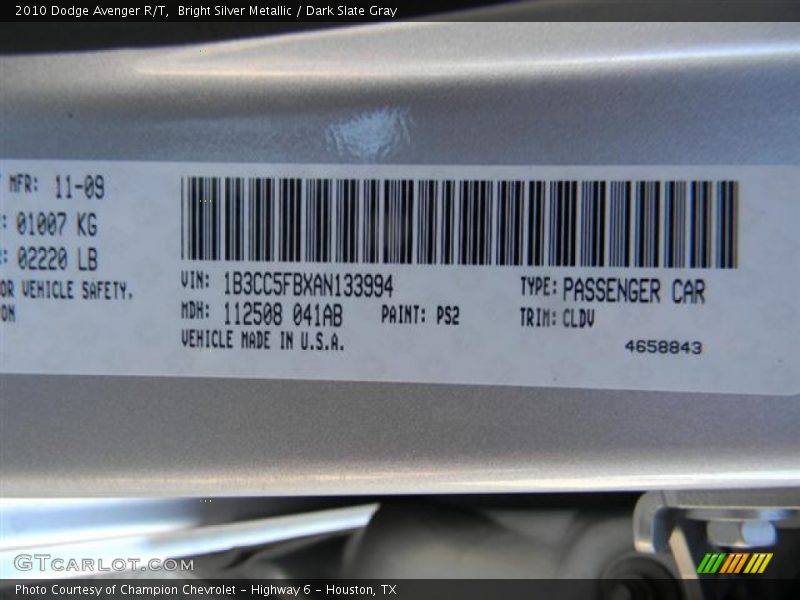 2010 Dodge Avenger R/T,  Bright Silver Metallic / Dark Slate Gray
MFR: 11-09
01007 KG
02220 LB
OR VEHICLE SAFETY.
ON
VIN: 1B3CC5FBXAN133994
TYPE: PASSENGER CAR
MDH: 112508 041AB
PAINT: PS2
TRIM: CLDV
VEHICLE MADE IN U.S.A.
4658843
GTCarLot.com
Photo Courtesy of Champion Chevrolet - Highway 6 - Houston, TX